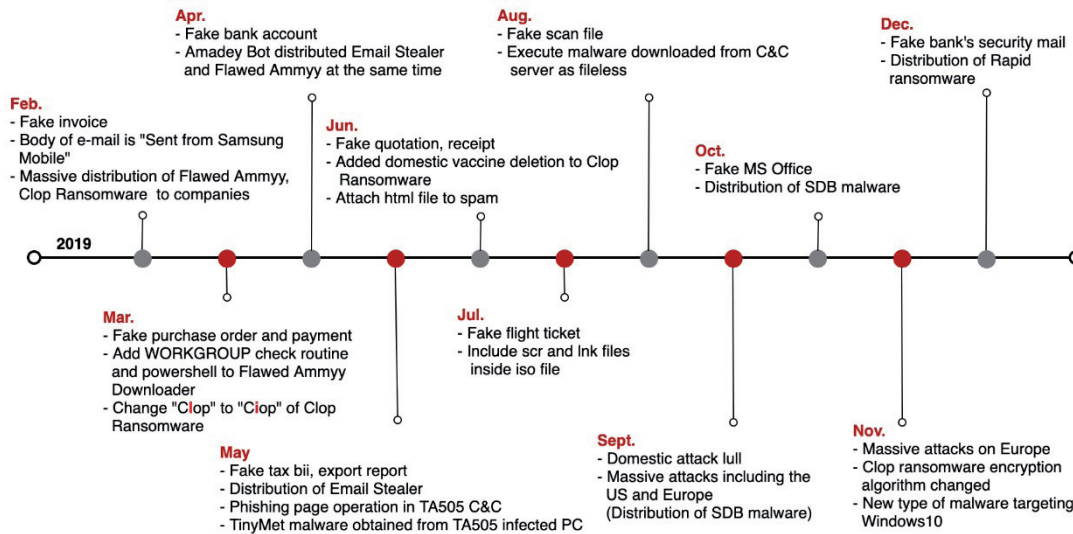 Feb.
- Fake invoice
- Body of e-mail is "Sent from Samsung
Mobile"
- Massive distribution of Flawed Ammyy,
Clop Ransomware to companies
Apr.
- Fake bank account
- Amadey Bot distributed Email Stealer
and Flawed Ammyy at the same time
Jun.
- Fake quotation, receipt
- Added domestic vaccine deletion to Clop
Ransomware
- Attach html file to spam
Aug.
- Fake scan file
- Execute malware downloaded from C&C
server as fileless
Oct.
- Fake MS Office
- Distribution of SDB malware
Dec.
- Fake bank's security mail
- Distribution of Rapid
ransomware
2019
Mar.
- Fake purchase order and payment
- Add WORKGROUP check routine
and powershell to Flawed Ammyy
Downloader
- Change "Clop" to "Ciop" of Clop
Ransomware
May
- Fake tax bii, export report
- Distribution of Email Stealer
- Phishing page operation in TA505 C&C
- TinyMet malware obtained from TA505 infected PC
Jul.
- Fake flight ticket
- Include scr and lnk files
inside iso file
Sept.
- Domestic attack lull
- Massive attacks including the
US and Europe
(Distribution of SDB malware)
Nov.
- Massive attacks on Europe
- Clop ransomware encryption
algorithm changed
- New type of malware targeting
Windows10